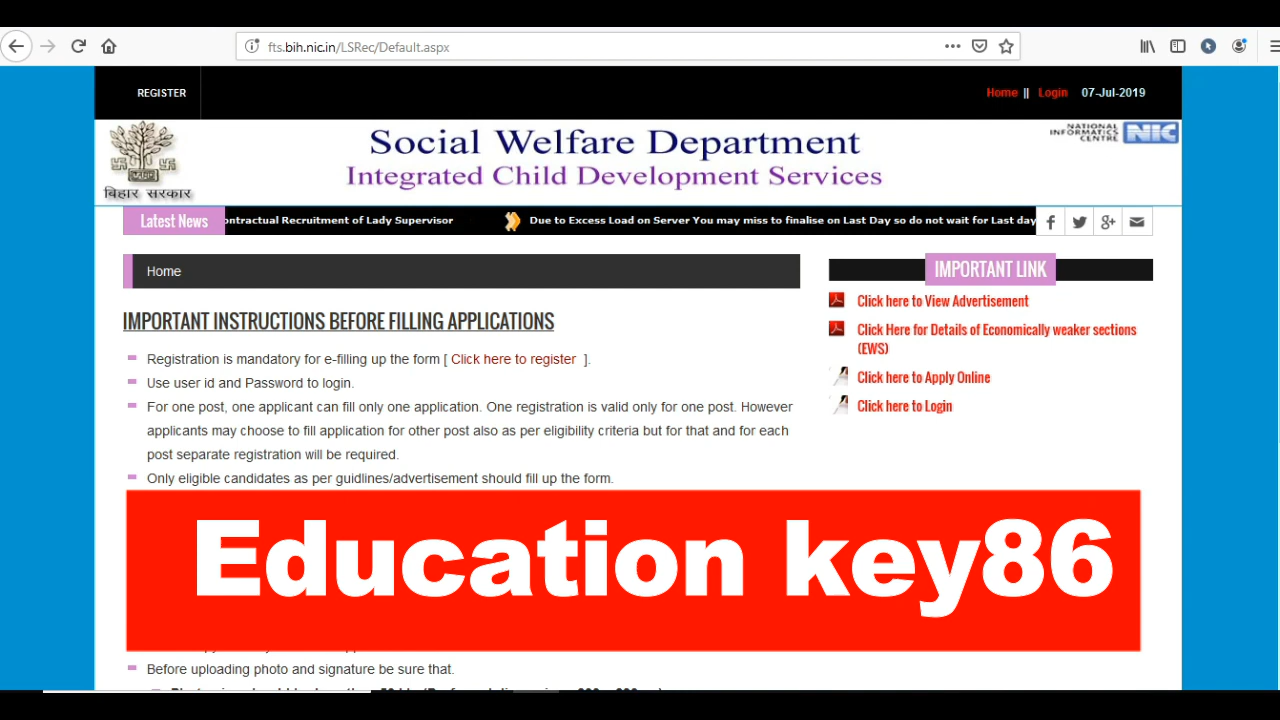 fts.bih.nic.in/LSRec/Default.aspx
REGISTER
Home || Login 07-Jul-2019
बिहार सरकार
Social Welfare Department
Integrated Child Development Services
NATIONAL
INFORMATICS
CENTRE
NIC
Latest News
ontractual Recruitment of Lady Supervisor
Due to Excess Load on Server You may miss to finalise on Last Day so do not wait for Last day
Home
IMPORTANT INSTRUCTIONS BEFORE FILLING APPLICATIONS
Registration is mandatory for e-filling up the form [ Click here to register ].
Use user id and Password to login.
For one post, one applicant can fill only one application. One registration is valid only for one post. However
applicants may choose to fill application for other post also as per eligibility criteria but for that and for each
post separate registration will be required.
Only eligible candidates as per guidlines/advertisement should fill up the form.
IMPORTANT LINK
Click here to View Advertisement
Click Here for Details of Economically weaker sections
(EWS)
Click here to Apply Online
Click here to Login
Education key86
Before uploading photo and signature be sure that.